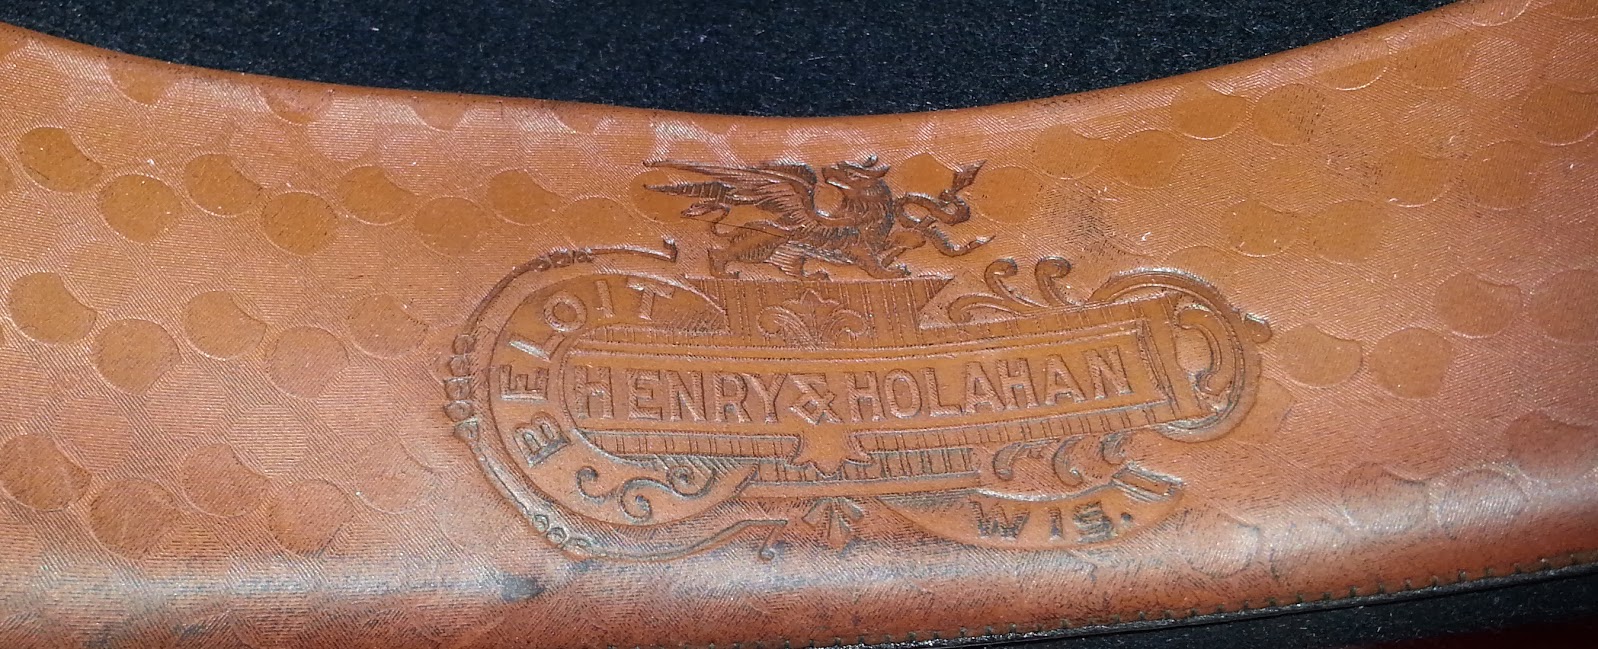 BELOIT
HENRY & HOLAHAN
WIS.